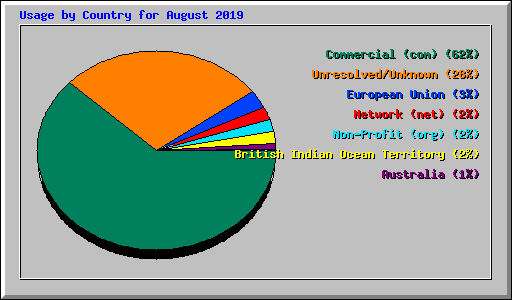 Usage by Country for August 2019
Commercial (com) (62%)
Unresolved/Unknown (28%)
European Union (3%)
Network (net) (2%)
Non-Profit (org) (2%)
British Indian Ocean Territory (2%)
Australia (1%)